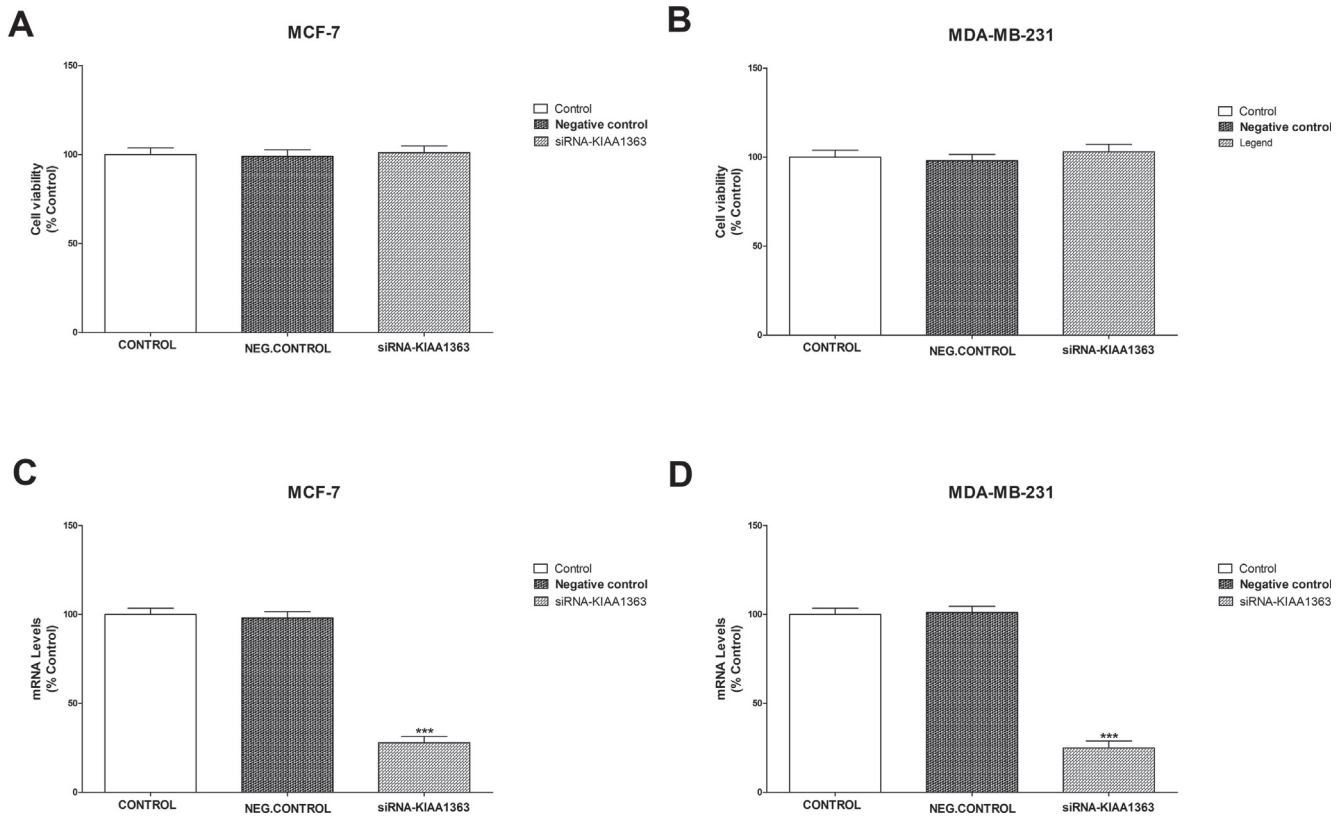 A
MCF-7
150
100
50
0
Cell viability
(% Control)
CONTROL
NEG.CONTROL
siRNA-KIAA1363
Control
Negative control
siRNA-KIAA1363
B
MDA-MB-231
150
100
50
0
Cell viability
(% Control)
CONTROL
NEG.CONTROL
siRNA-KIAA1363
Control
Negative control
Legend
C
MCF-7
150
100
50
0
mRNA Levels
(% Control)
***
CONTROL
NEG.CONTROL
siRNA-KIAA1363
Control
Negative control
siRNA-KIAA1363
D
MDA-MB-231
150
100
50
0
mRNA Levels
(% Control)
***
CONTROL
NEG.CONTROL
siRNA-KIAA1363
Control
Negative control
siRNA-KIAA1363